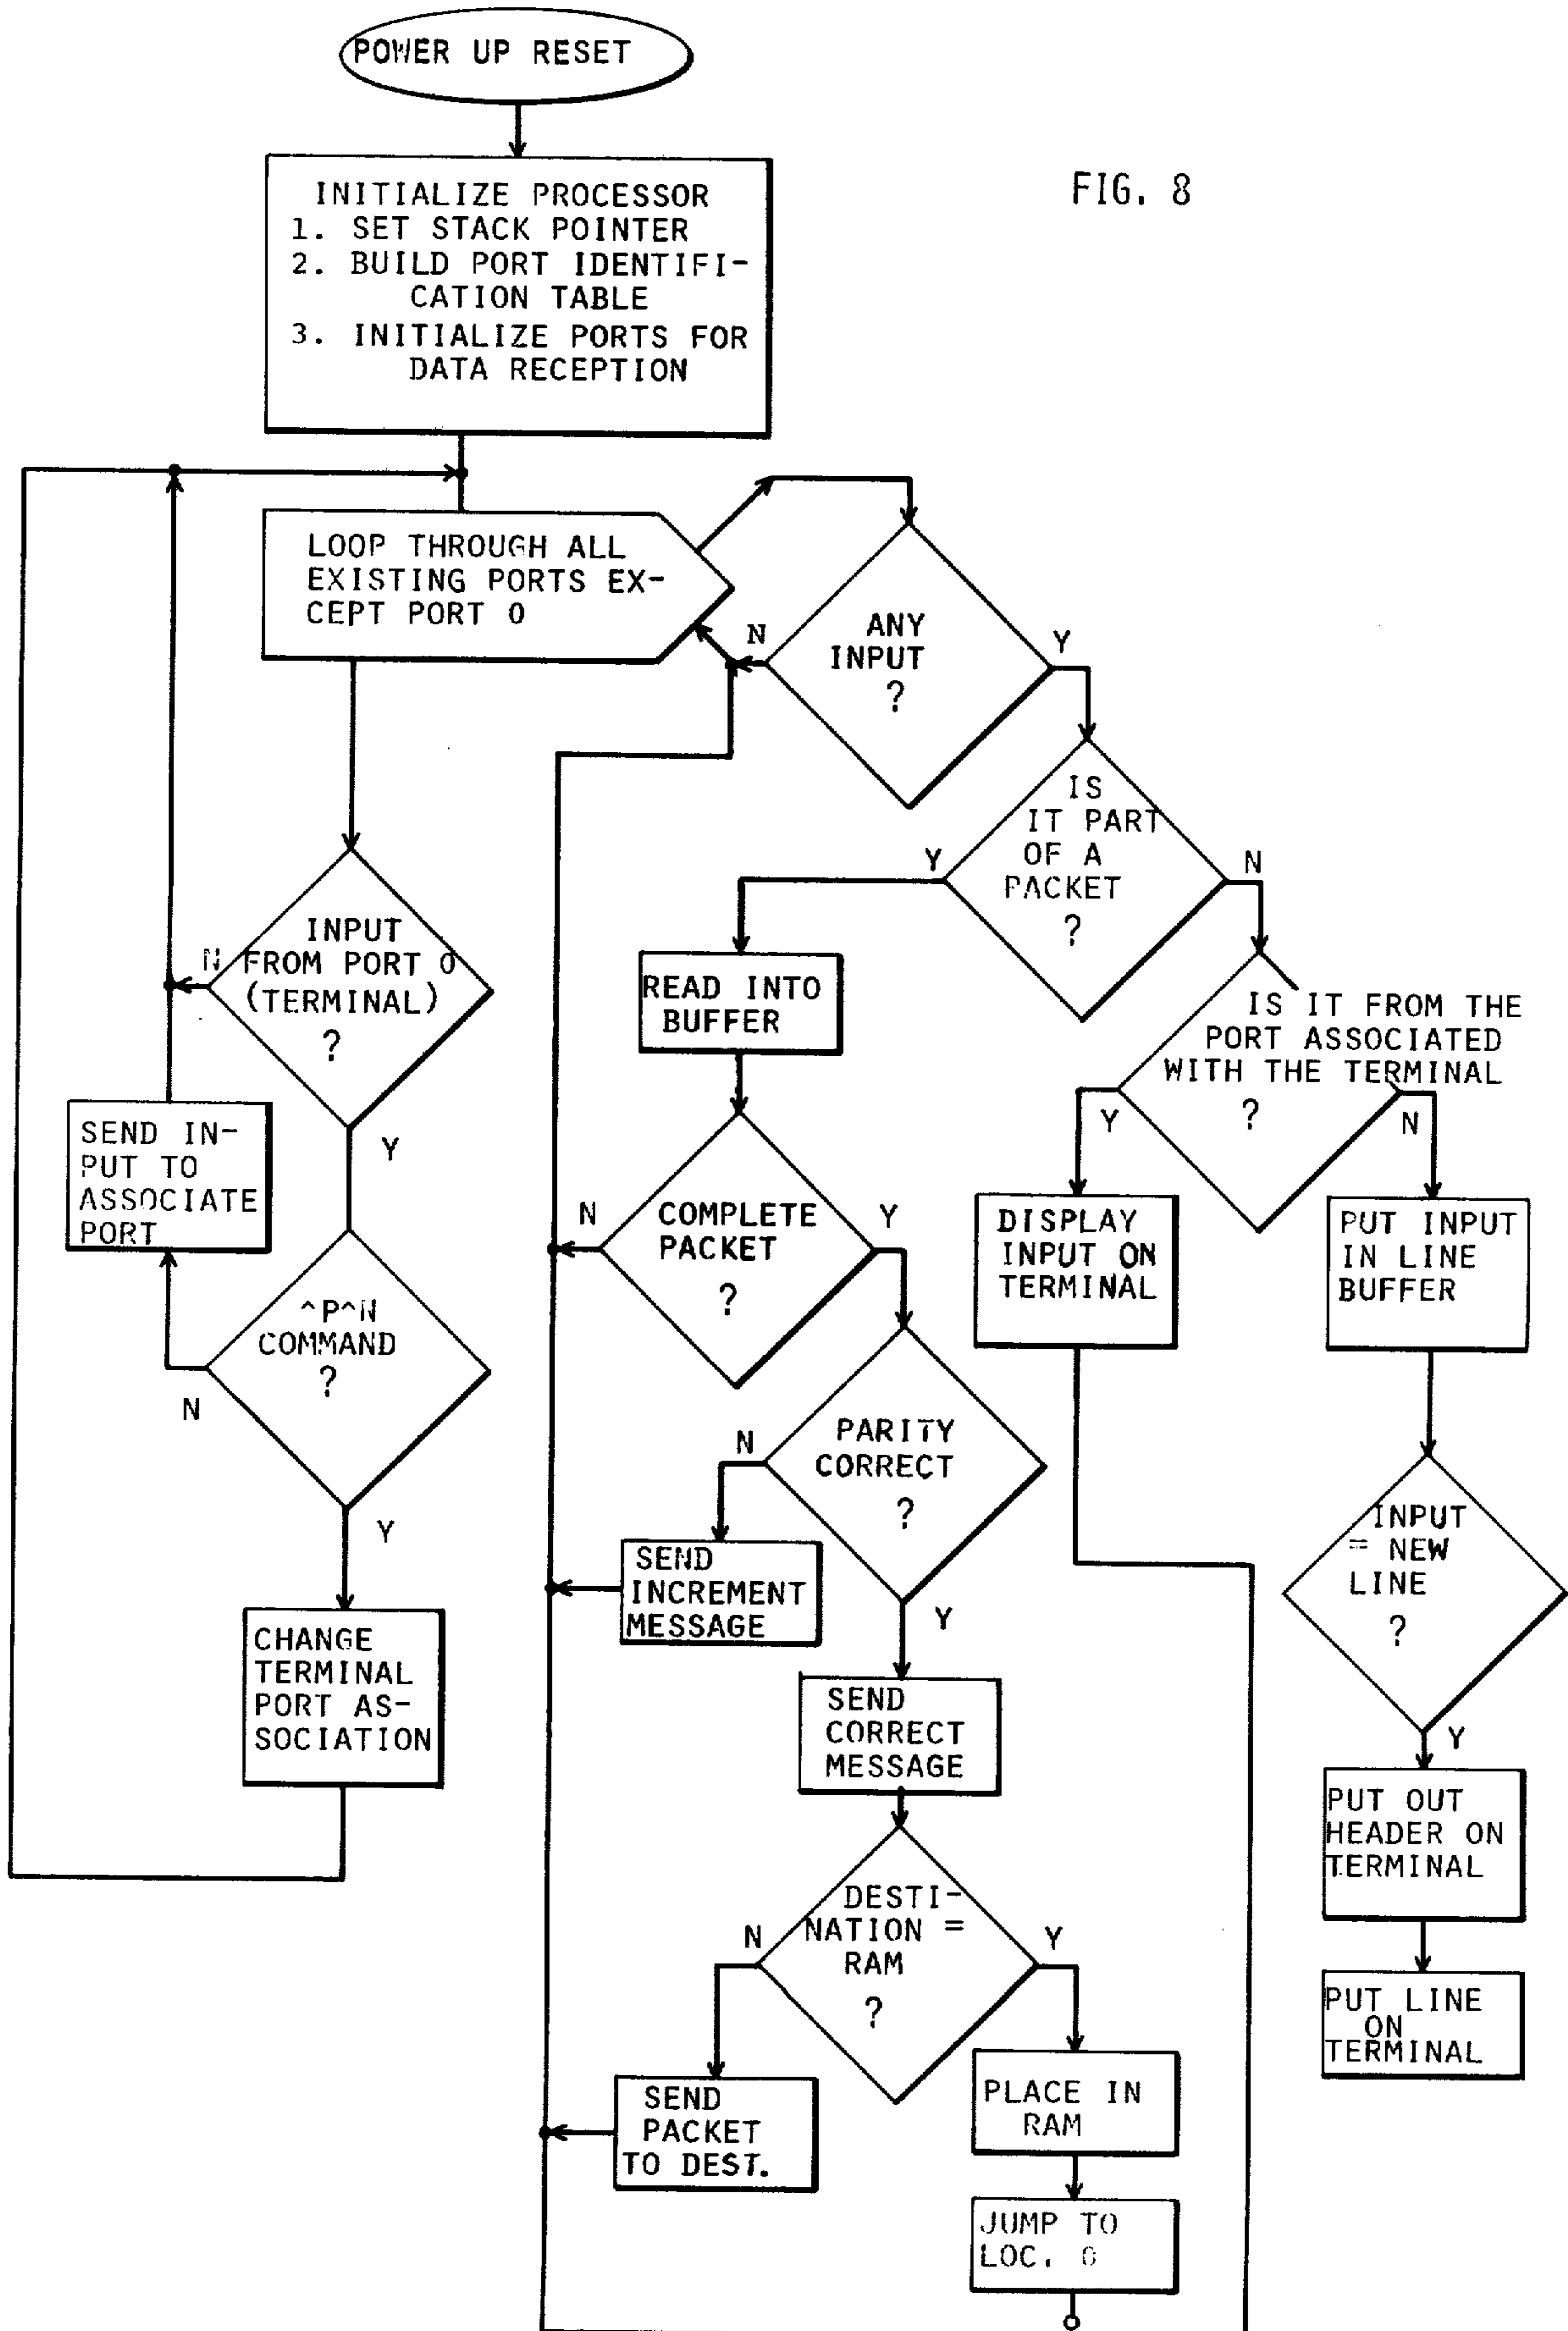 POWER UP RESET
FIG. 8
INITIALIZE PROCESSOR
1. SET STACK POINTER
2. BUILD PORT IDENTIFI-
CATION TABLE
3. INITIALIZE PORTS FOR
DATA RECEPTION
LOOP THROUGH ALL
EXISTING PORTS EX-
CEPT PORT 0
ANY
INPUT
?
N
Y
IS
IT PART
OF A
PACKET
?
Y
N
INPUT
FROM PORT 0
(TERMINAL)
?
N
Y
READ INTO
BUFFER
IS IT FROM THE
PORT ASSOCIATED
WITH THE TERMINAL
?
Y
N
SEND IN-
PUT TO
ASSOCIATE
PORT
COMPLETE
PACKET
?
N
Y
DISPLAY
INPUT ON
TERMINAL
PUT INPUT
IN LINE
BUFFER
^P^N
COMMAND
?
N
Y
PARITY
CORRECT
?
N
Y
INPUT
= NEW
LINE
?
Y
SEND
INCREMENT
MESSAGE
CHANGE
TERMINAL
PORT AS-
SOCIATION
SEND
CORRECT
MESSAGE
PUT OUT
HEADER ON
TERMINAL
DESTI-
NATION =
RAM
?
N
Y
PUT LINE
ON
TERMINAL
SEND
PACKET
TO DEST.
PLACE IN
RAM
JUMP TO
LOC. 0